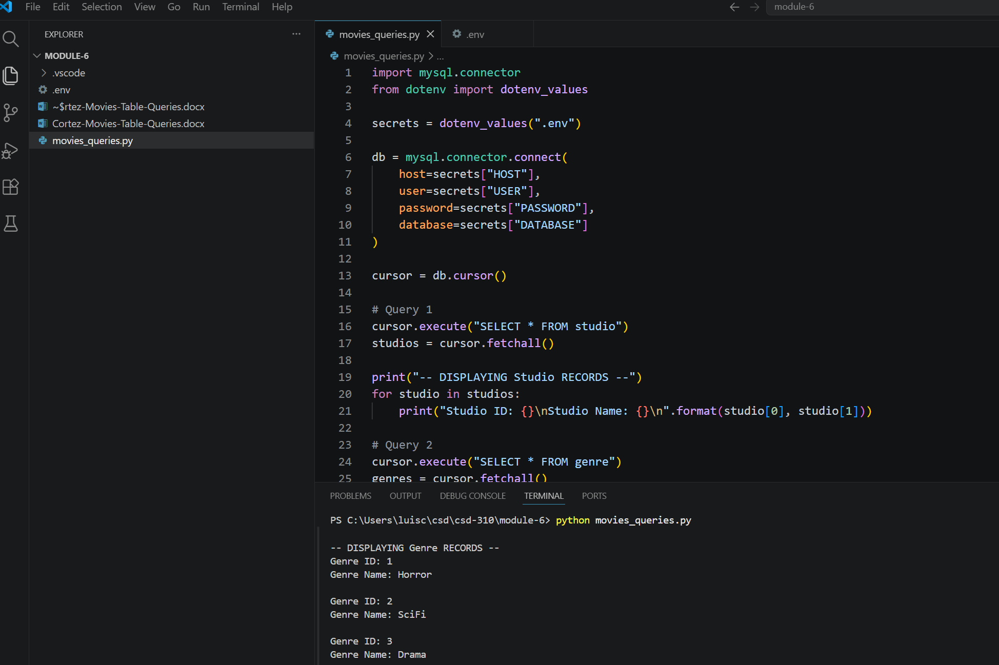 File Edit Selection View Go Run Terminal Help
module-6
EXPLORER
MODULE-6
.vscode
.env
~$rtez-Movies-Table-Queries.docx
Cortez-Movies-Table-Queries.docx
movies_queries.py
movies_queries.py
.env
movies_queries.py > ...
1 import mysql.connector
2 from dotenv import dotenv_values
3
4 secrets = dotenv_values(".env")
5
6 db = mysql.connector.connect(
7     host=secrets["HOST"],
8     user=secrets["USER"],
9     password=secrets["PASSWORD"],
10     database=secrets["DATABASE"]
11 )
12
13 cursor = db.cursor()
14
15 # Query 1
16 cursor.execute("SELECT * FROM studio")
17 studios = cursor.fetchall()
18
19 print("-- DISPLAYING Studio RECORDS --")
20 for studio in studios:
21     print("Studio ID: {}\nStudio Name: {}\n".format(studio[0], studio[1]))
22
23 # Query 2
24 cursor.execute("SELECT * FROM genre")
25 genres = cursor.fetchall()
PROBLEMS OUTPUT DEBUG CONSOLE TERMINAL PORTS
PS C:\Users\luisc\csd\csd-310\module-6> python movies_queries.py
-- DISPLAYING Genre RECORDS --
Genre ID: 1
Genre Name: Horror
Genre ID: 2
Genre Name: SciFi
Genre ID: 3
Genre Name: Drama